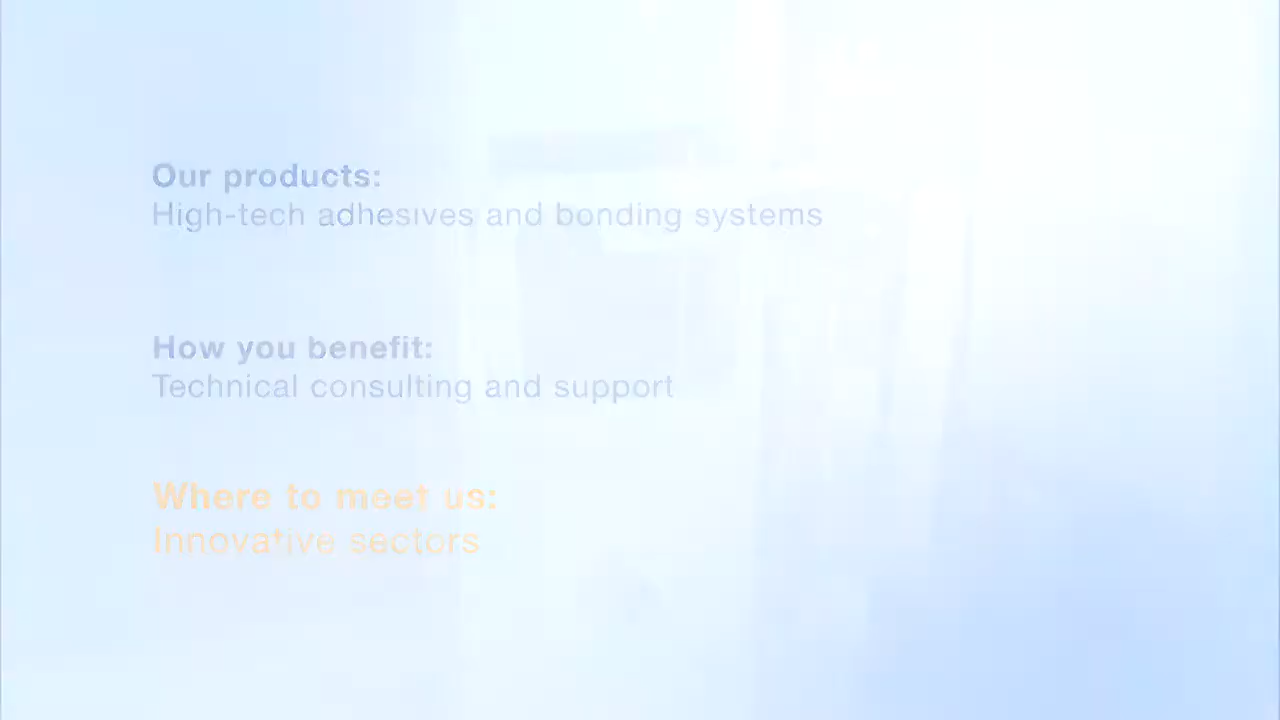 Our products:
High-tech adhesives and bonding systems
How you benefit:
Technical consulting and support
Where to meet us:
Innovative sectors